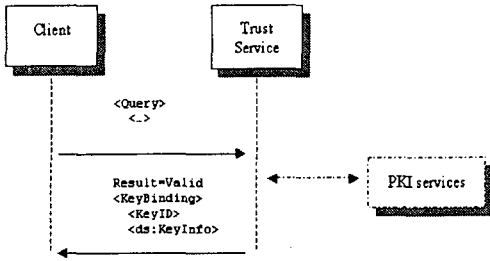 Client
Trust
Service
<Query>
<…>
Result=Valid
<KeyBinding>
<KeyID>
<ds:KeyInfo>
PKI services